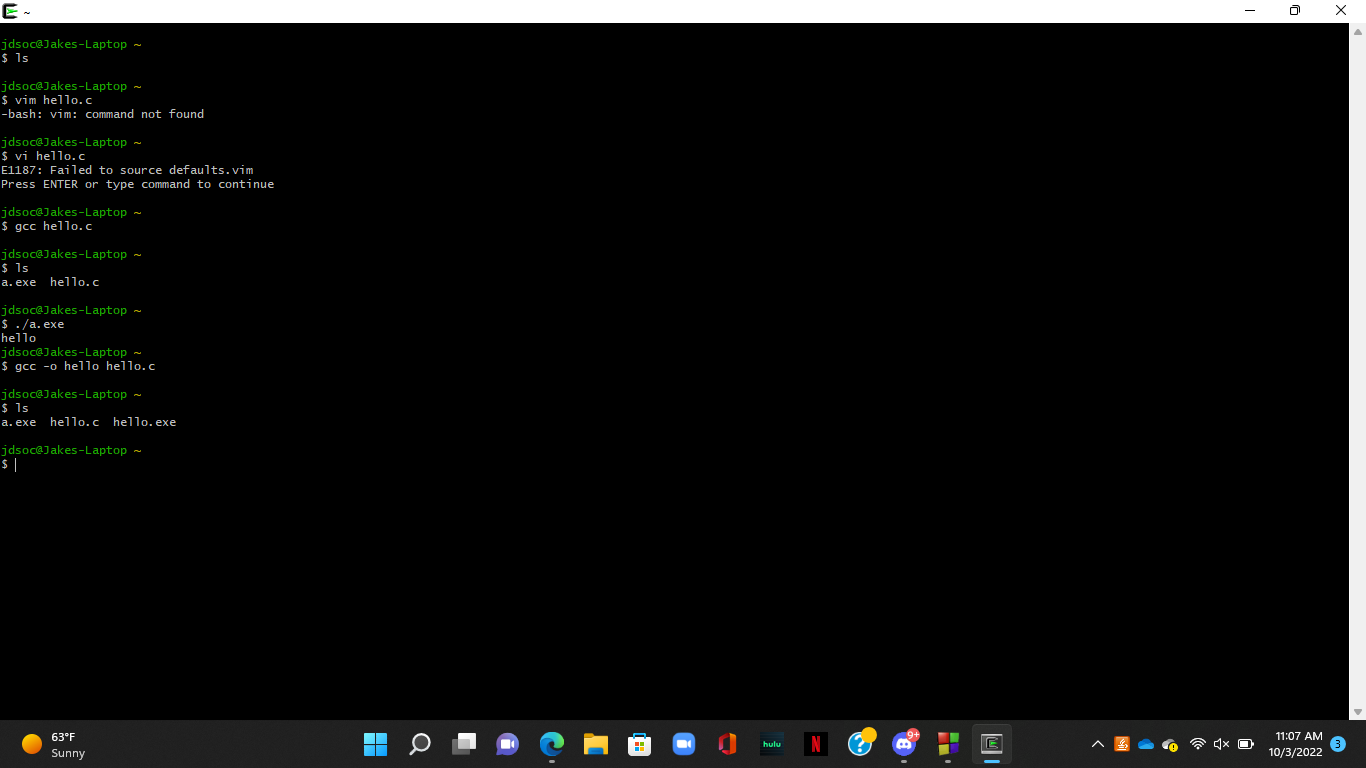 ~
jdsoc@Jakes-Laptop ~
$ ls
jdsoc@Jakes-Laptop ~
$ vim hello.c
-bash: vim: command not found
jdsoc@Jakes-Laptop ~
$ vi hello.c
E1187: Failed to source defaults.vim
Press ENTER or type command to continue
jdsoc@Jakes-Laptop ~
$ gcc hello.c
jdsoc@Jakes-Laptop ~
$ ls
a.exe  hello.c
jdsoc@Jakes-Laptop ~
$ ./a.exe
hello
jdsoc@Jakes-Laptop ~
$ gcc -o hello hello.c
jdsoc@Jakes-Laptop ~
$ ls
a.exe  hello.c  hello.exe
jdsoc@Jakes-Laptop ~
$
63°F
Sunny
hulu
N
?
9+
11:07 AM
10/3/2022
3